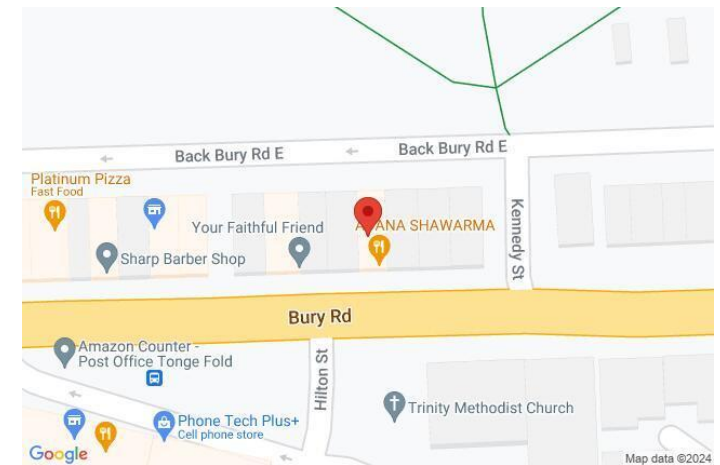 Back Bury Rd E
Back Bury Rd E
Platinum Pizza
Fast Food
Kennedy St
Your Faithful Friend
ANA SHAWARMA
Sharp Barber Shop
Bury Rd
Amazon Counter -
Post Office Tonge Fold
Hilton St
Trinity Methodist Church
Phone Tech Plus+
Cell phone store
Google
Map data ©2024